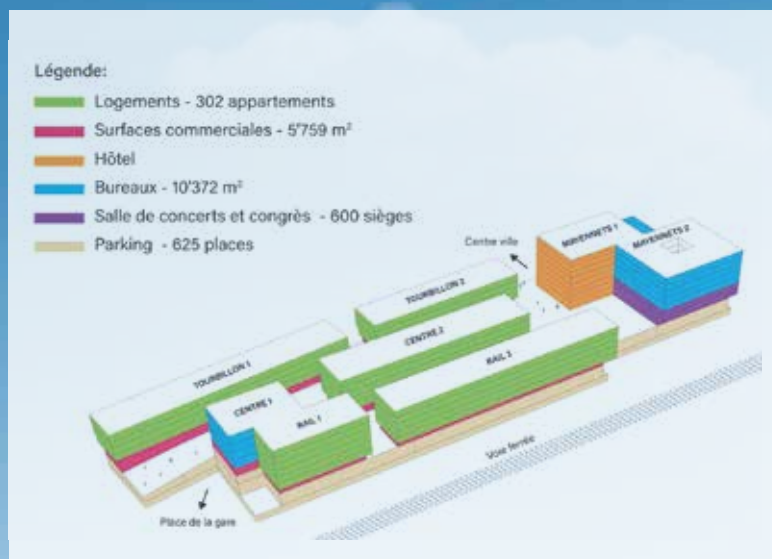 Légende:
Logements - 302 appartements
Surfaces commerciales - 5'759 m²
Hôtel
Bureaux - 10'372 m²
Salle de concerts et congrès - 600 sièges
Parking - 625 places
Centre ville
MAYENNETS 1
MAYENNETS 2
TOURBILLON 2
CENTRE 2
TOURBILLON 1
RAIL 2
CENTRE 1
RAIL 1
Voie ferrée
Place de la gare